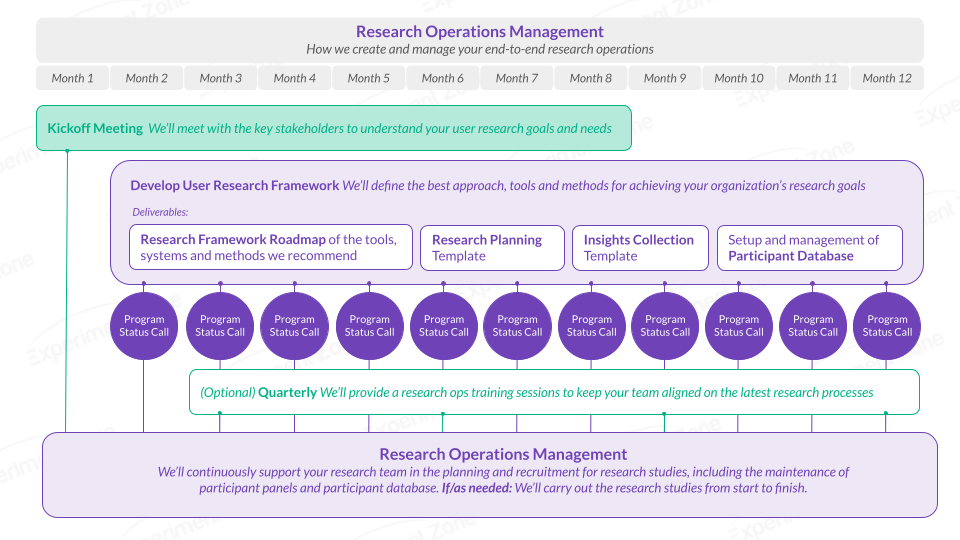 Research Operations Management
How we create and manage your end-to-end research operations
Month 1 Month 2 Month 3 Month 4 Month 5 Month 6 Month 7 Month 8 Month 9 Month 10 Month 11 Month 12
Kickoff Meeting We'll meet with the key stakeholders to understand your user research goals and needs
Develop User Research Framework We'll define the best approach, tools and methods for achieving your organization's research goals
Deliverables:
Research Framework Roadmap of the tools,
systems and methods we recommend
Research Planning
Template
Insights Collection
Template
Setup and management of
Participant Database
Program
Status Call
Program
Status Call
Program
Status Call
Program
Status Call
Program
Status Call
Program
Status Call
Program
Status Call
Program
Status Call
Program
Status Call
Program
Status Call
Program
Status Call
(Optional) Quarterly We'll provide a research ops training sessions to keep your team aligned on the latest research processes
Research Operations Management
We'll continuously support your research team in the planning and recruitment for research studies, including the maintenance of
participant panels and participant database. If/as needed: We'll carry out the research studies from start to finish.